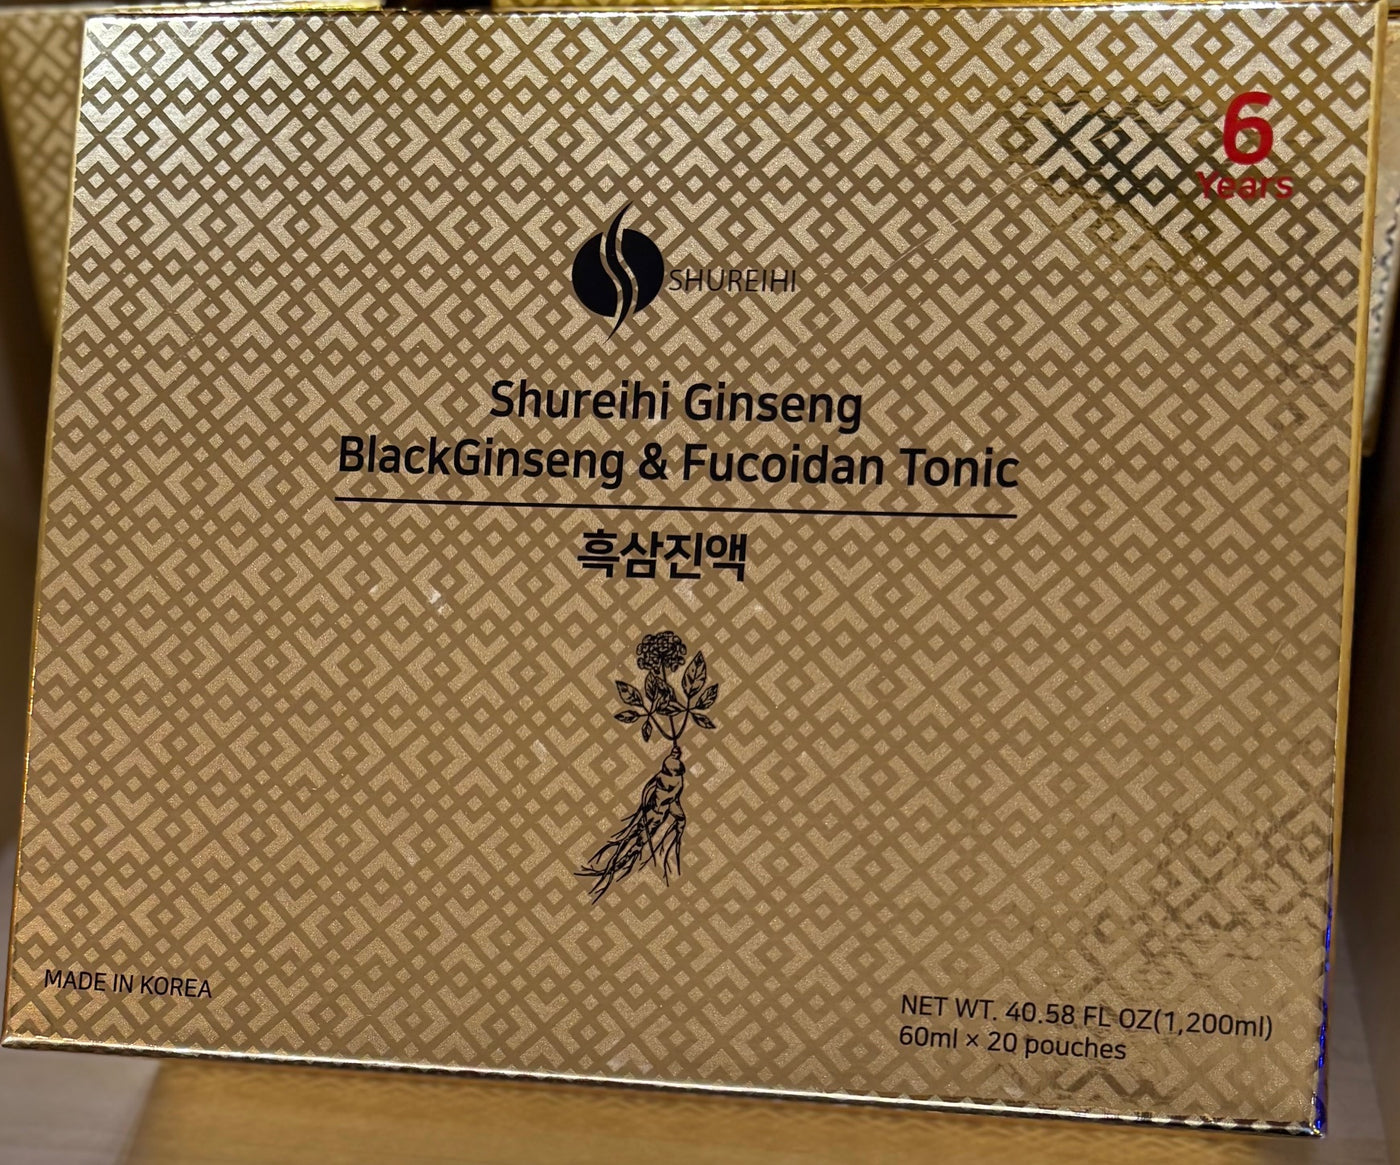 6
Years
SHUREIHI
Shureihi Ginseng
BlackGinseng & Fucoidan Tonic
흑삼진액
MADE IN KOREA
NET WT. 40.58 FL OZ(1,200ml)
60ml × 20 pouches